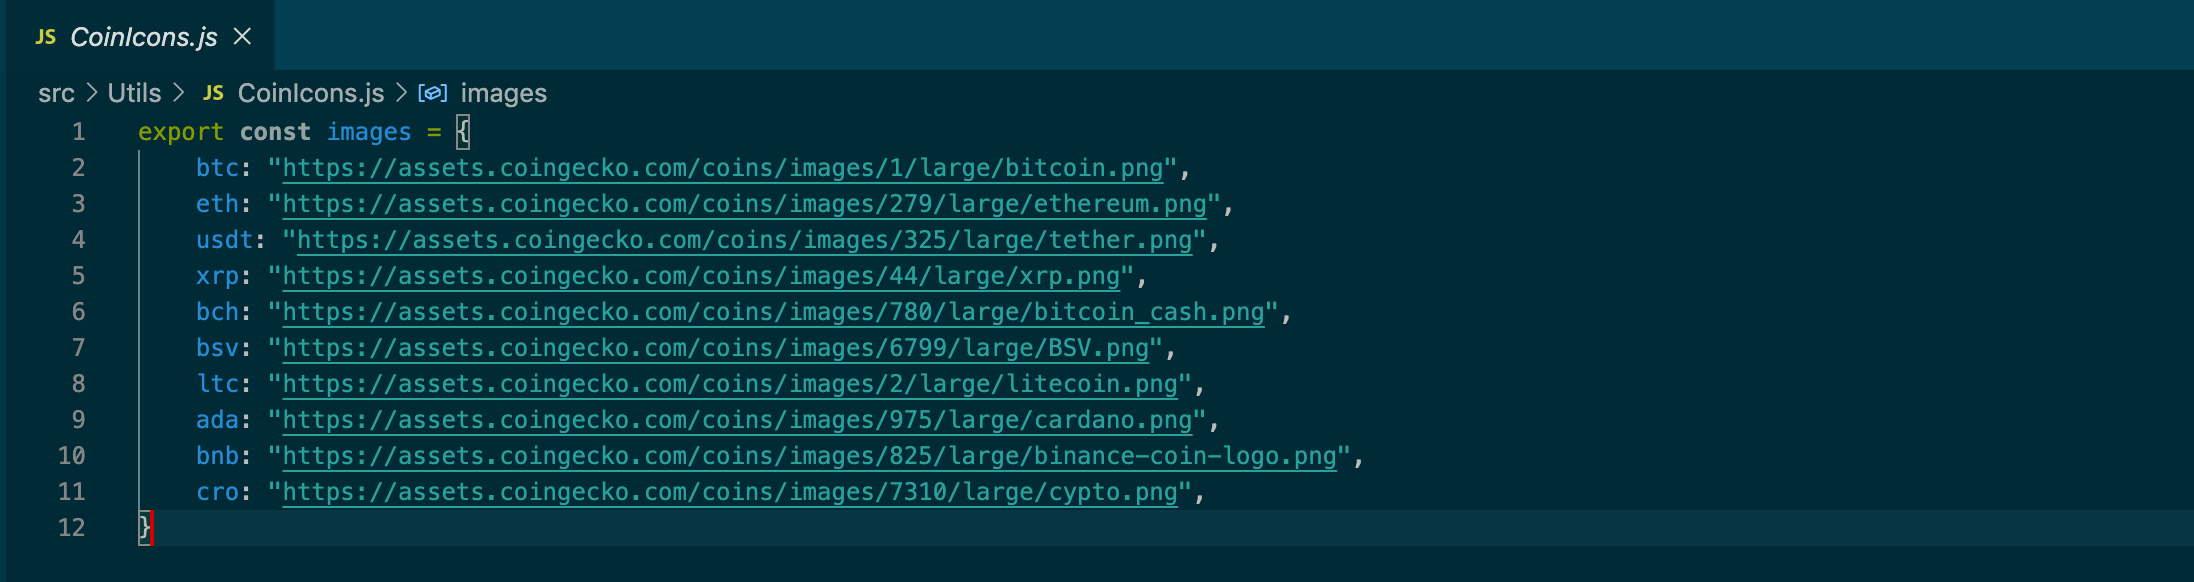 JS CoinIcons.js ×
src > Utils > JS CoinIcons.js > images
1 export const images = {
2 btc: "https://assets.coingecko.com/coins/images/1/large/bitcoin.png",
3 eth: "https://assets.coingecko.com/coins/images/279/large/ethereum.png",
4 usdt: "https://assets.coingecko.com/coins/images/325/large/tether.png",
5 xrp: "https://assets.coingecko.com/coins/images/44/large/xrp.png",
6 bch: "https://assets.coingecko.com/coins/images/780/large/bitcoin_cash.png",
7 bsv: "https://assets.coingecko.com/coins/images/6799/large/BSV.png",
8 ltc: "https://assets.coingecko.com/coins/images/2/large/litecoin.png",
9 ada: "https://assets.coingecko.com/coins/images/975/large/cardano.png",
10 bnb: "https://assets.coingecko.com/coins/images/825/large/binance-coin-logo.png",
11 cro: "https://assets.coingecko.com/coins/images/7310/large/cypto.png",
12 }